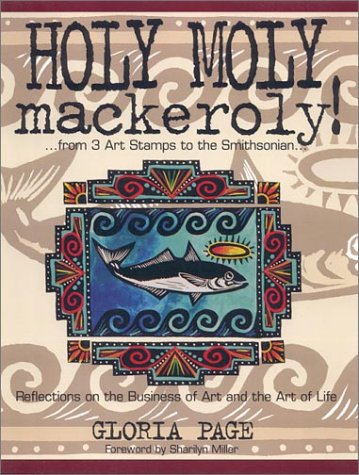 HOLY MOLY
mackeroly!
...from 3 Art Stamps to the Smithsonian...
Reflections on the Business of Art and the Art of Life
GLORIA PAGE
Foreword by Sharilyn Miller